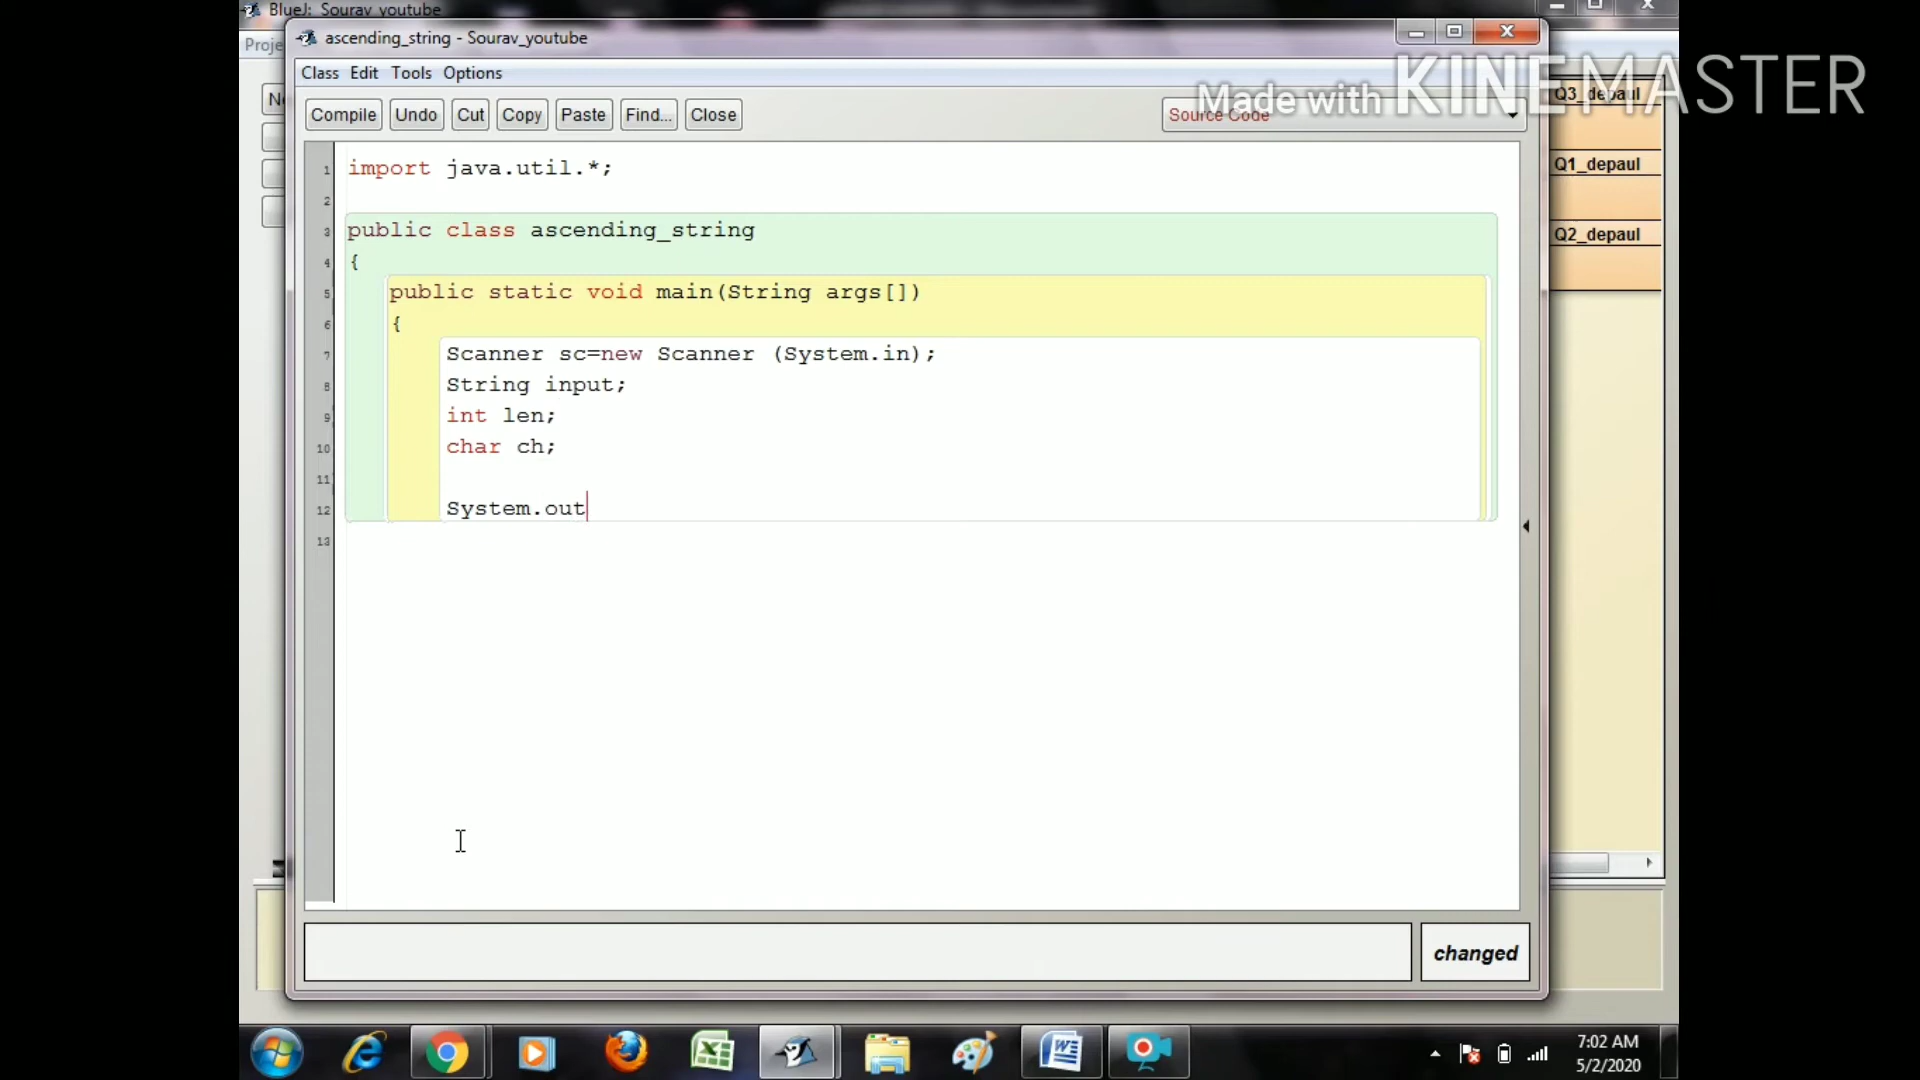 BlueJ: Sourav_youtube
ascending_string - Sourav_youtube
Class Edit Tools Options
Made with KINEMASTER
Compile Undo Cut Copy Paste Find... Close
Source Code
Q3_depaul
Q1_depaul
Q2_depaul
1 import java.util.*;
2
3 public class ascending_string
4 {
5 public static void main(String args[])
6 {
7 Scanner sc=new Scanner (System.in);
8 String input;
9 int len;
10 char ch;
11
12 System.out
13
changed
7:02 AM
5/2/2020